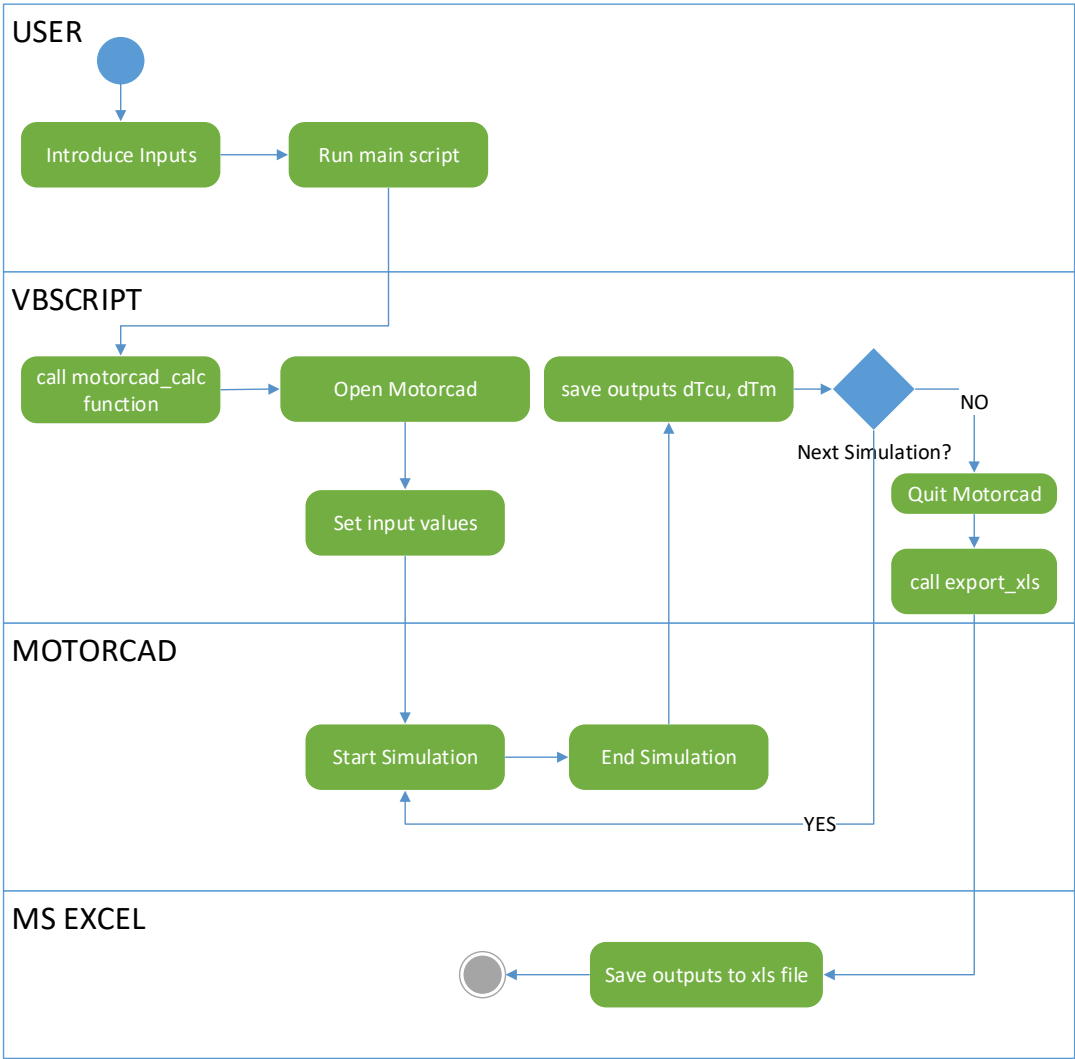 USER
Introduce Inputs
Run main script
VBSCRIPT
call motorcad_calc
function
Open Motorcad
save outputs dTcu, dTm
NO
Next Simulation?
Set input values
Quit Motorcad
call export_xls
MOTORCAD
Start Simulation
End Simulation
YES
MS EXCEL
Save outputs to xls file